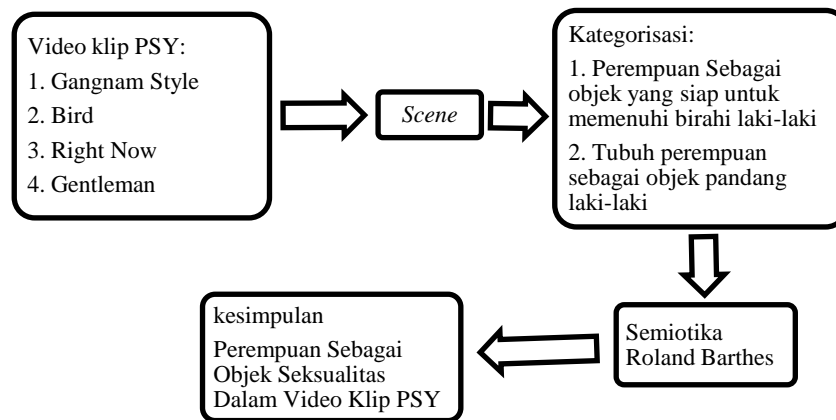 Video klip PSY:
1. Gangnam Style
2. Bird
3. Right Now
4. Gentleman
Scene
Kategorisasi:
1. Perempuan Sebagai
objek yang siap untuk
memenuhi birahi laki-laki
2. Tubuh perempuan
sebagai objek pandang
laki-laki
Semiotika
Roland Barthes
kesimpulan
Perempuan Sebagai
Objek Seksualitas
Dalam Video Klip PSY